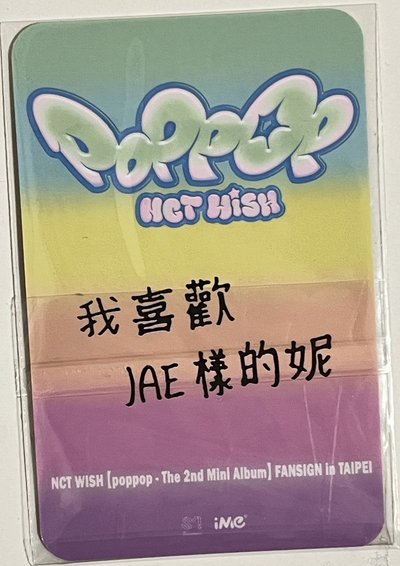 POPPOP
NCT WISH
我喜歡
JAE樣的妮
NCT WISH [poppop - The 2nd Mini Album] FANSIGN in TAIPEI
SM iMe